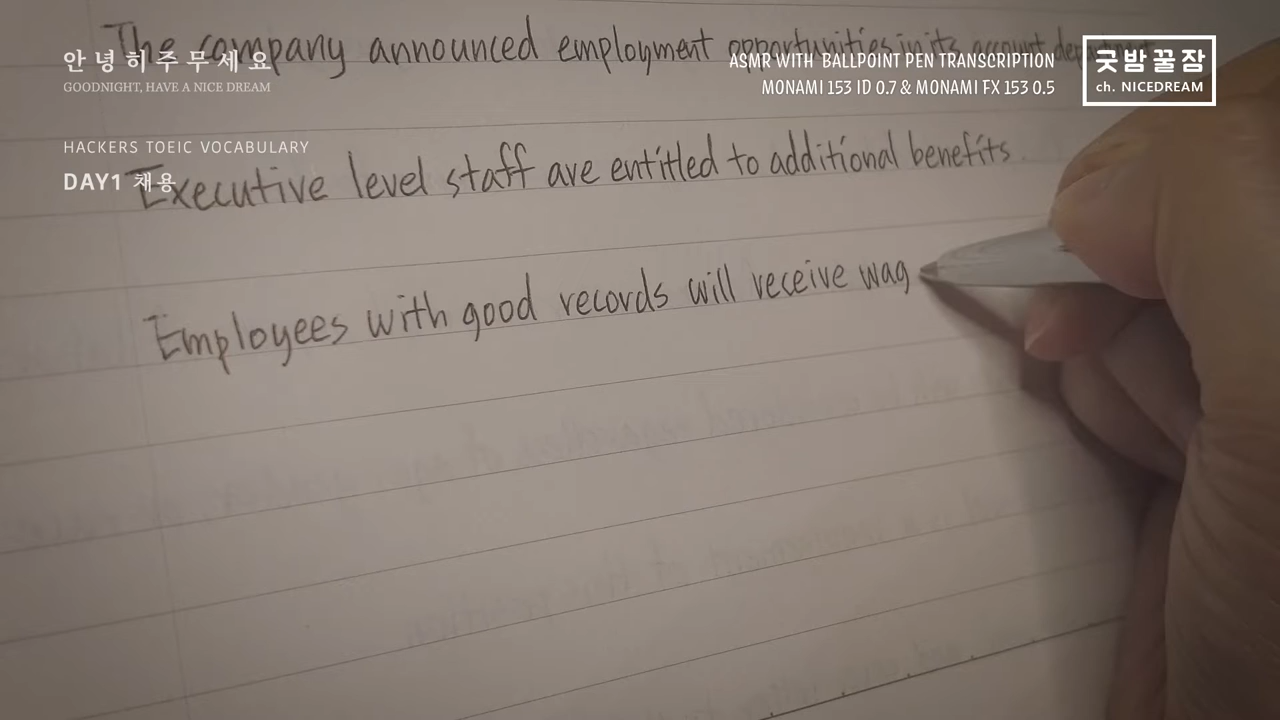 The company announced employment opportunities in its account department
안녕히주무세요
GOODNIGHT, HAVE A NICE DREAM
ASMR WITH BALLPOINT PEN TRANSCRIPTION
MONAMI 153 ID 0.7 & MONAMI FX 153 0.5
굿밤꿀잠
ch. NICEDREAM
HACKERS TOEIC VOCABULARY
DAY1 채용
Executive level staff are entitled to additional benefits.
Employees with good records will receive wag